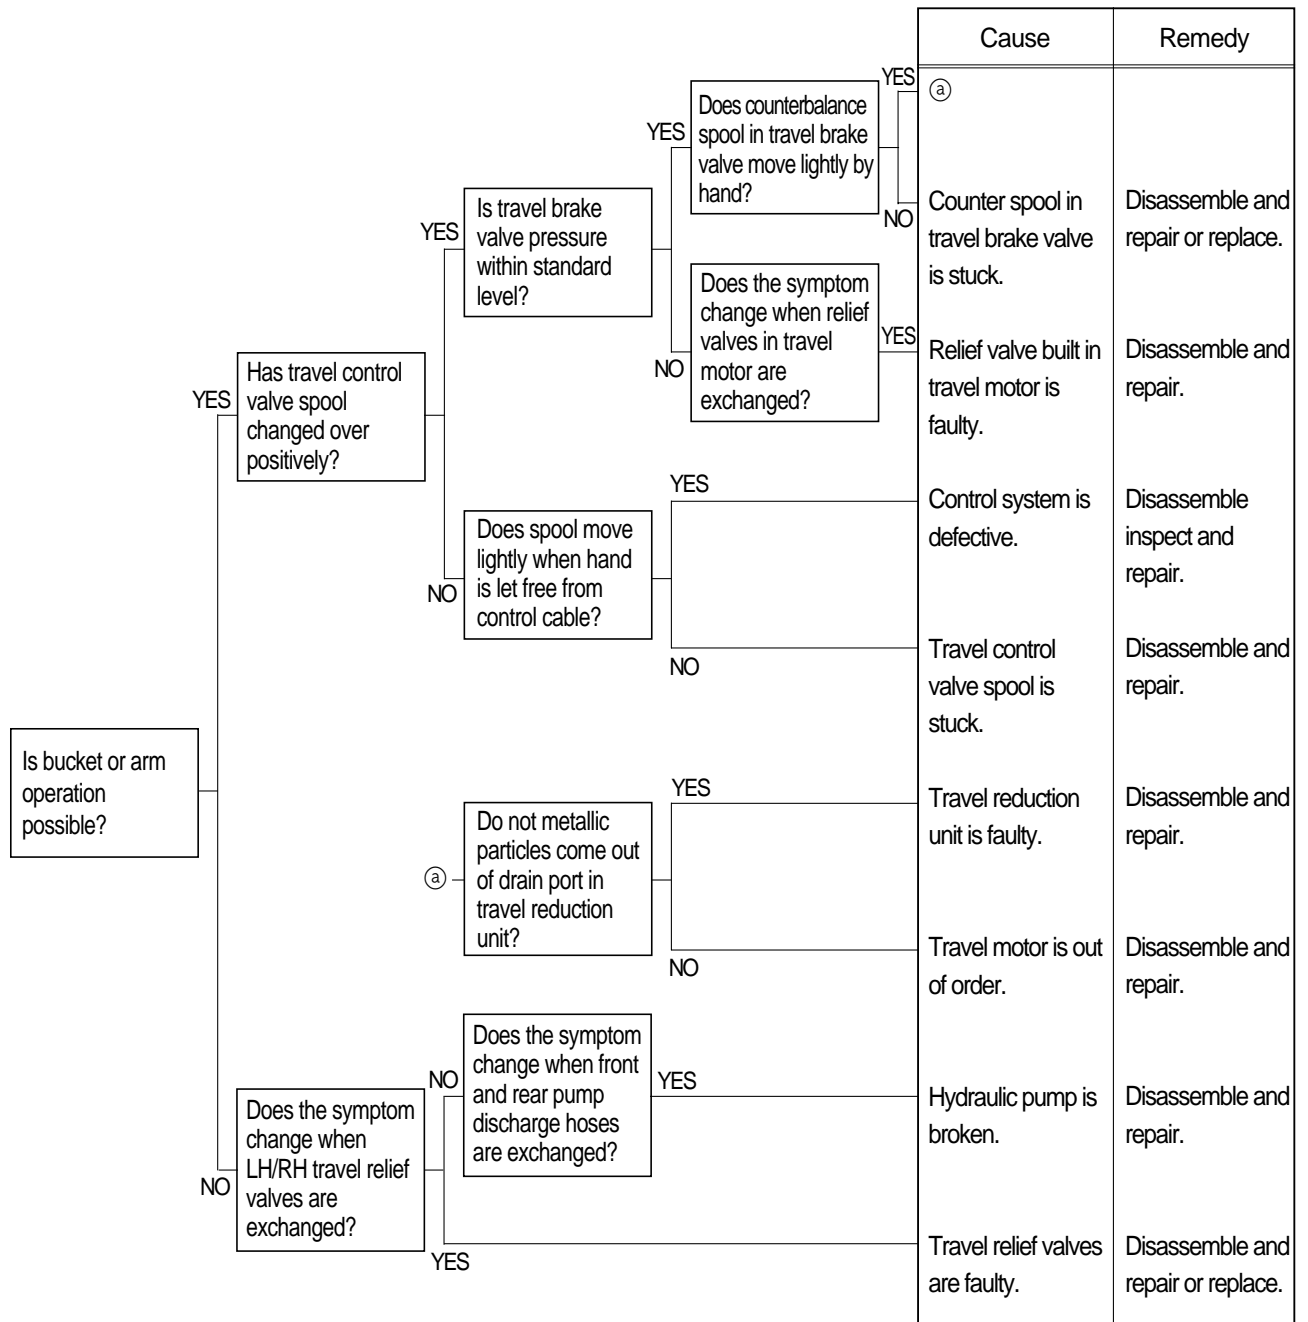 Cause
Remedy
Is bucket or arm
operation
possible?
YES
Has travel control
valve spool
changed over
positively?
YES
Is travel brake
valve pressure
within standard
level?
YES
Does counterbalance
spool in travel brake
valve move lightly by
hand?
YES
ⓐ
NO
Counter spool in
travel brake valve
is stuck.
Disassemble and
repair or replace.
NO
Does the symptom
change when relief
valves in travel
motor are
exchanged?
YES
Relief valve built in
travel motor is
faulty.
Disassemble and
repair.
NO
Does spool move
lightly when hand
is let free from
control cable?
YES
Control system is
defective.
Disassemble
inspect and
repair.
NO
Travel control
valve spool is
stuck.
Disassemble and
repair.
ⓐ
Do not metallic
particles come out
of drain port in
travel reduction
unit?
YES
Travel reduction
unit is faulty.
Disassemble and
repair.
NO
Travel motor is out
of order.
Disassemble and
repair.
NO
Does the symptom
change when
LH/RH travel relief
valves are
exchanged?
NO
Does the symptom
change when front
and rear pump
discharge hoses
are exchanged?
YES
Hydraulic pump is
broken.
Disassemble and
repair.
YES
Travel relief valves
are faulty.
Disassemble and
repair or replace.